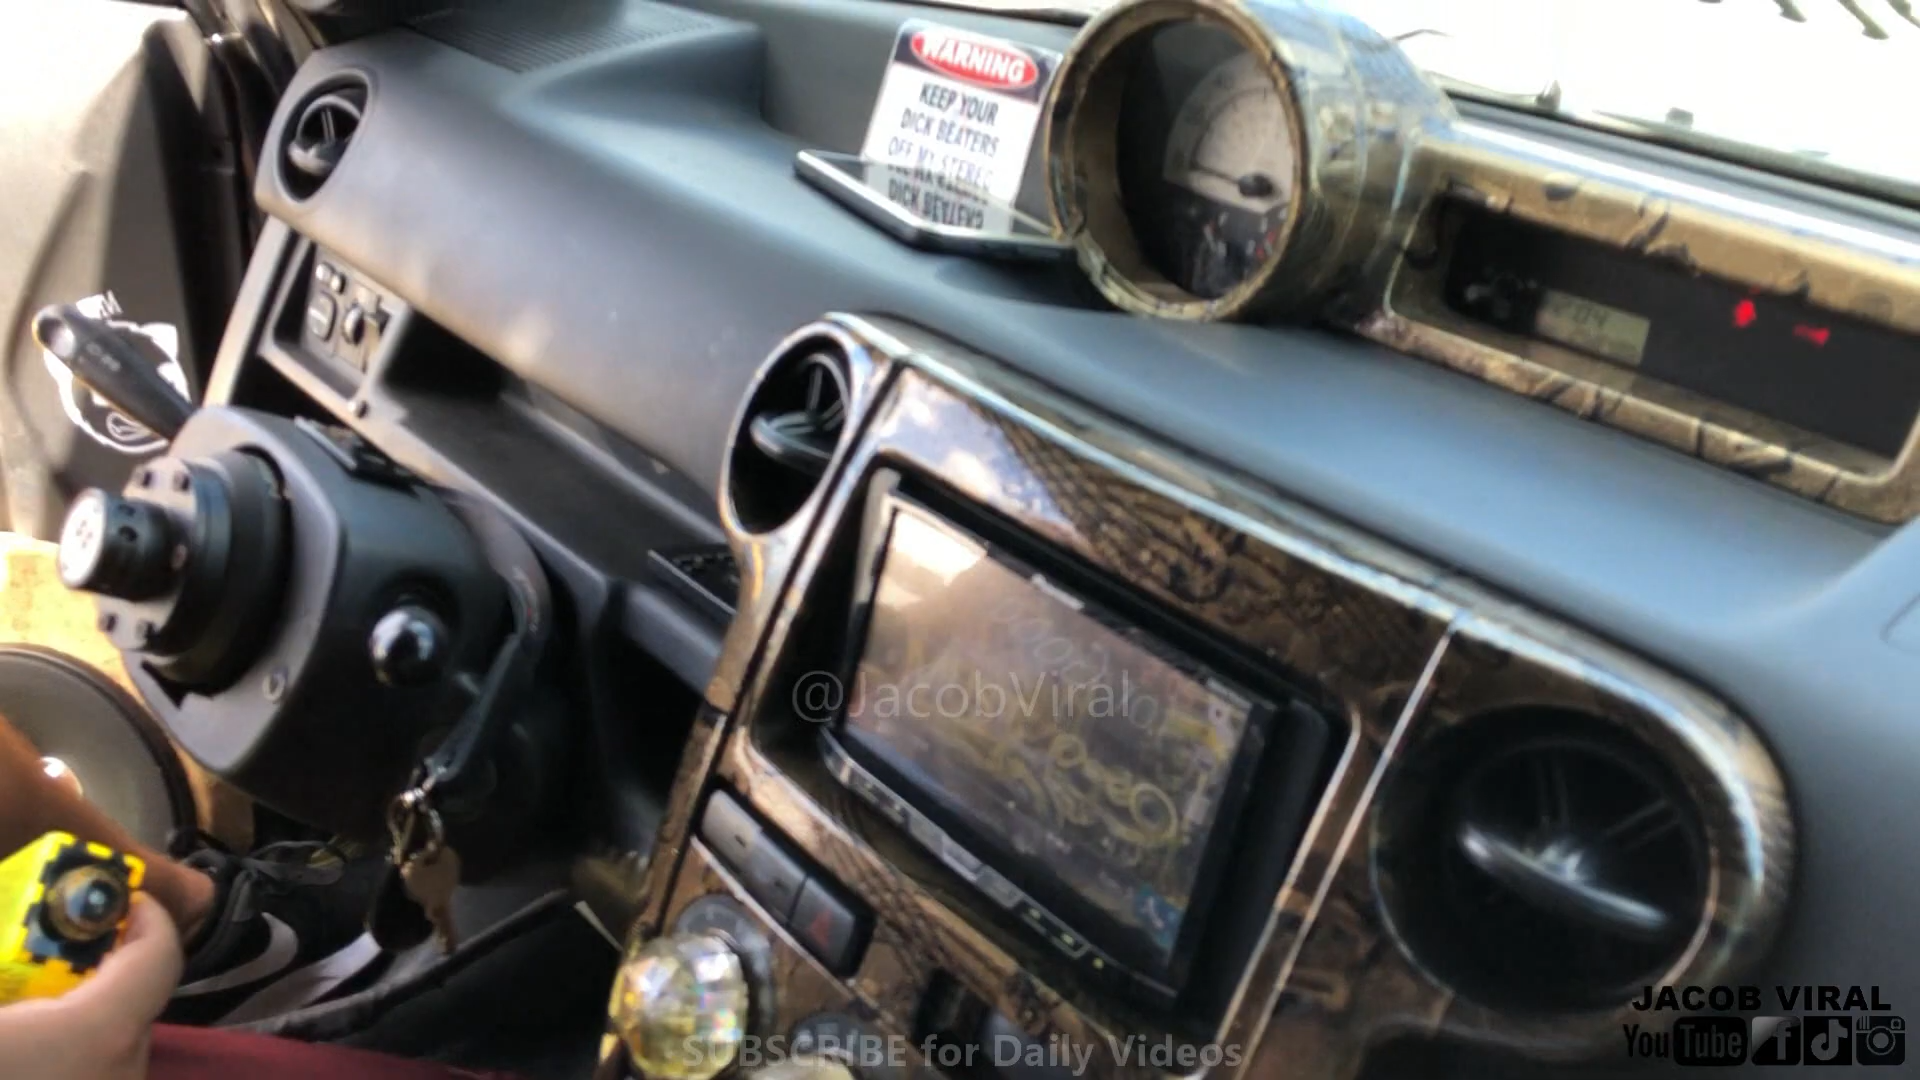 WARNING
KEEP YOUR
DICK BEATERS
OFF MY STEREO
@JacobViral
JACOB VIRAL
YouTube
SUBSCRIBE for Daily Videos